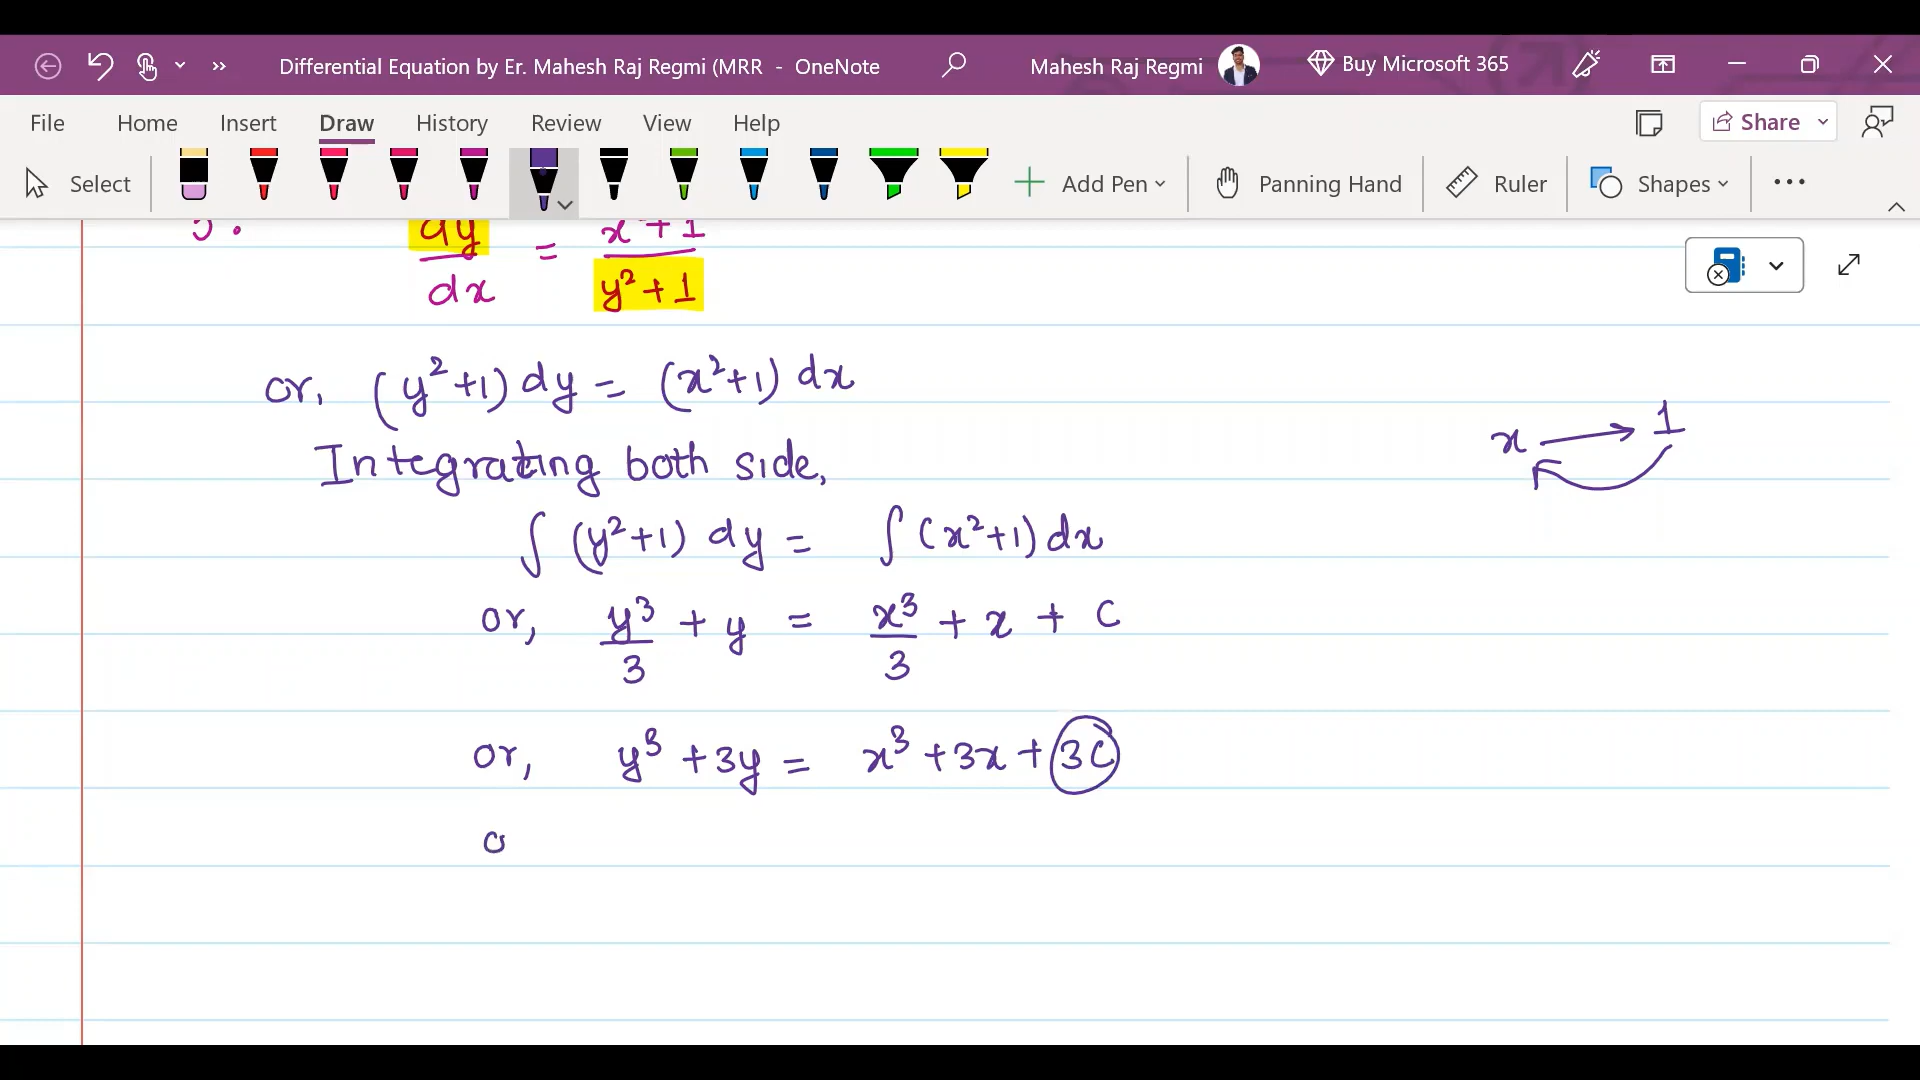 Differential Equation by Er. Mahesh Raj Regmi (MRR - OneNote Mahesh Raj Regmi Buy Microsoft 365
File Home Insert Draw History Review View Help Share
Select Add Pen Panning Hand Ruler Shapes
dy/dx = x²+1/y²+1
or, (y²+1) dy = (x²+1) dx
x → 1
Integrating both side,
∫ (y²+1) dy = ∫ (x²+1) dx
or, y³/3 + y = x³/3 + x + C
or, y³ + 3y = x³ + 3x + 3C
o